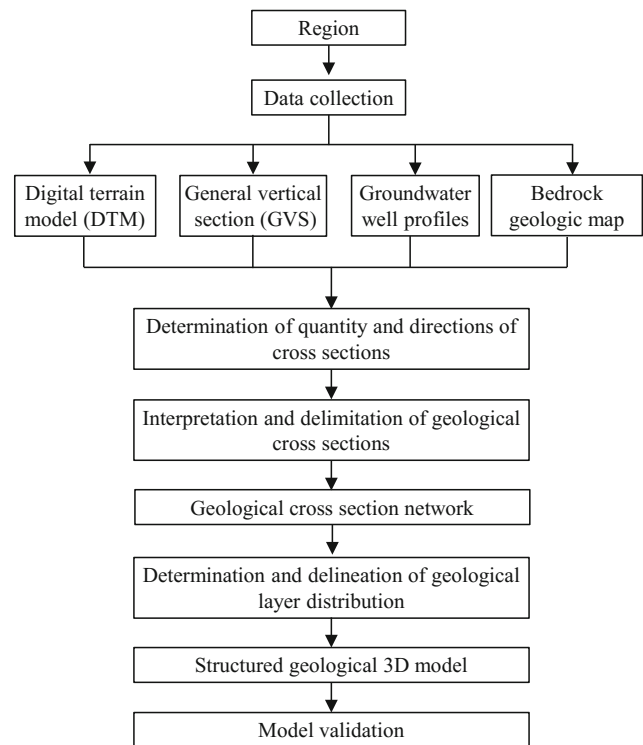 Region
Data collection
Digital terrain
model (DTM)
General vertical
section (GVS)
Groundwater
well profiles
Bedrock
geologic map
Determination of quantity and directions of
cross sections
Interpretation and delimitation of geological
cross sections
Geological cross section network
Determination and delineation of geological
layer distribution
Structured geological 3D model
Model validation